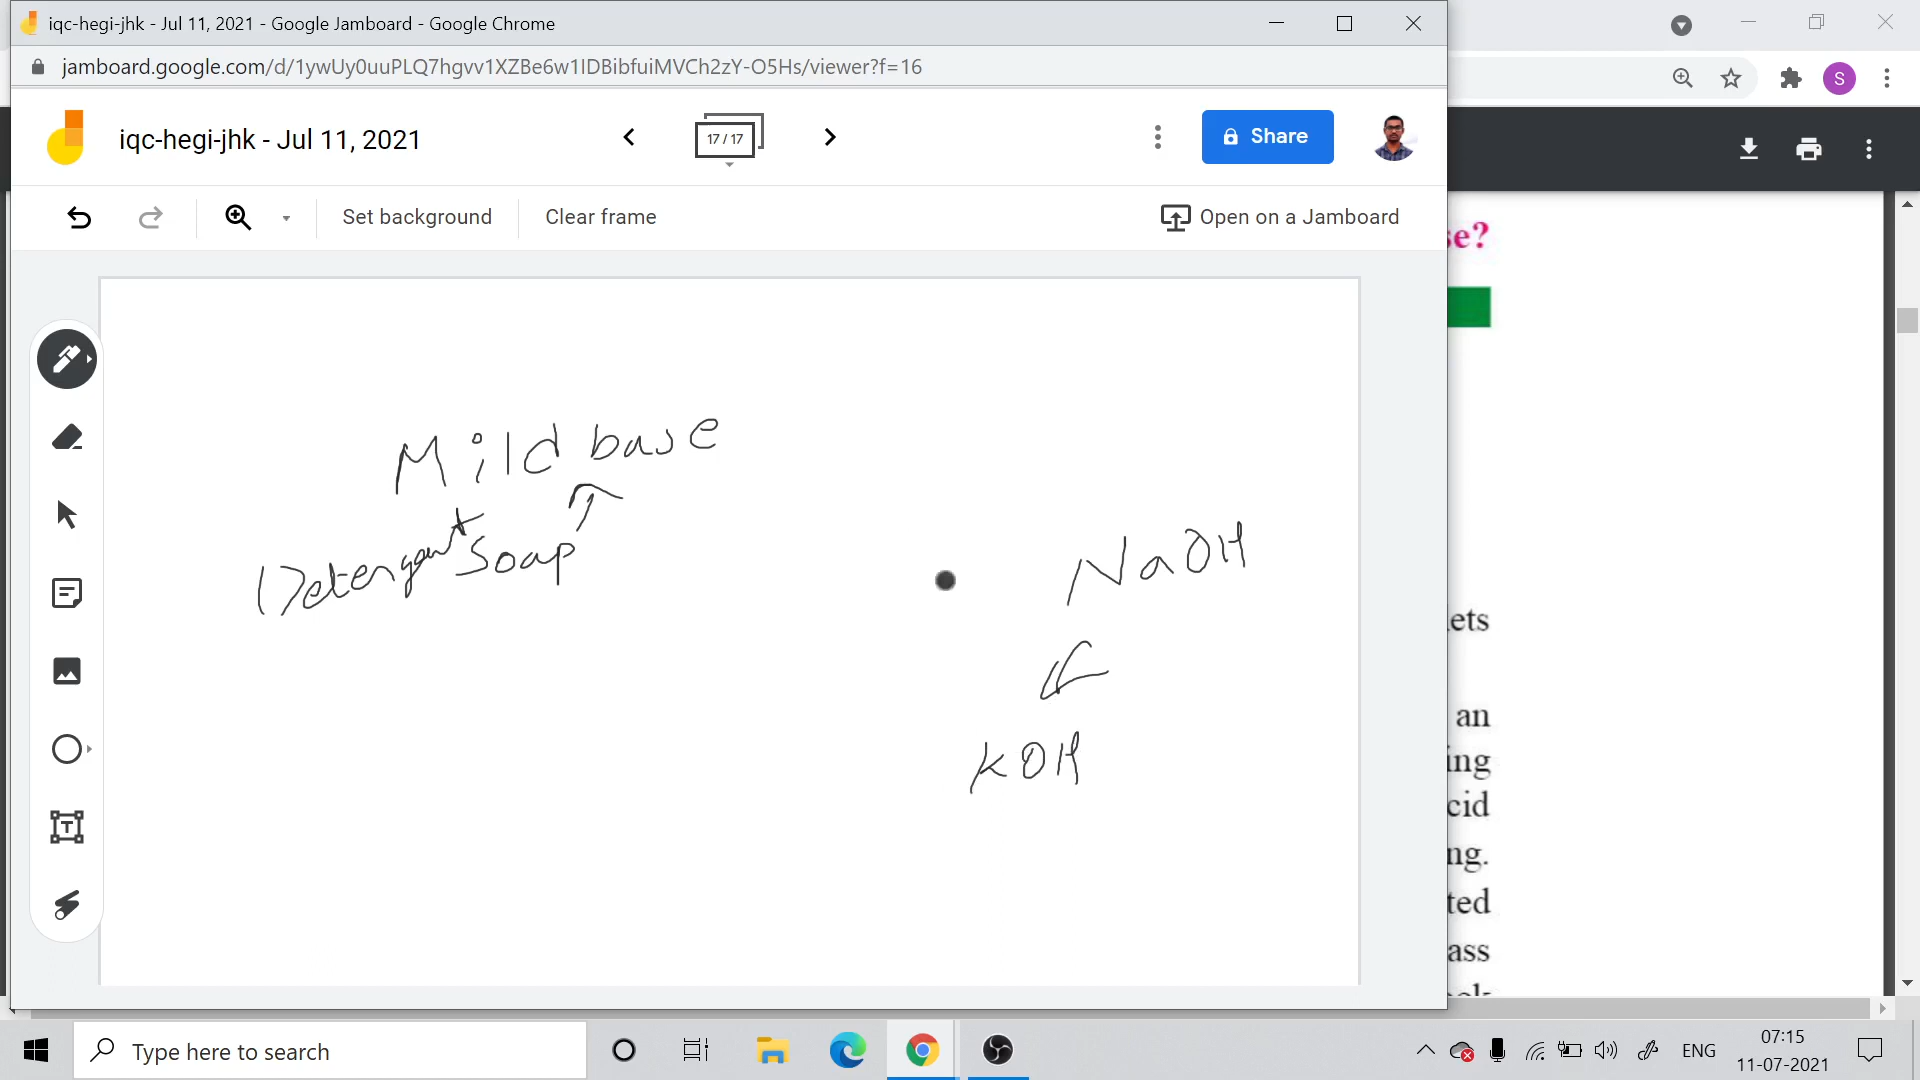 iqc-hegi-jhk - Jul 11, 2021 - Google Jamboard - Google Chrome
jamboard.google.com/d/1ywUy0uuPLQ7hgvv1XZBe6w1IDBibfuiMVCh2zY-O5Hs/viewer?f=16
S
iqc-hegi-jhk - Jul 11, 2021
17 / 17
Share
Set background
Clear frame
Open on a Jamboard
se?
Mild base
Detergent Soap
NaOH
KOH
ets
an
ing
cid
ng.
ted
ass
Type here to search
ENG
07:15
11-07-2021